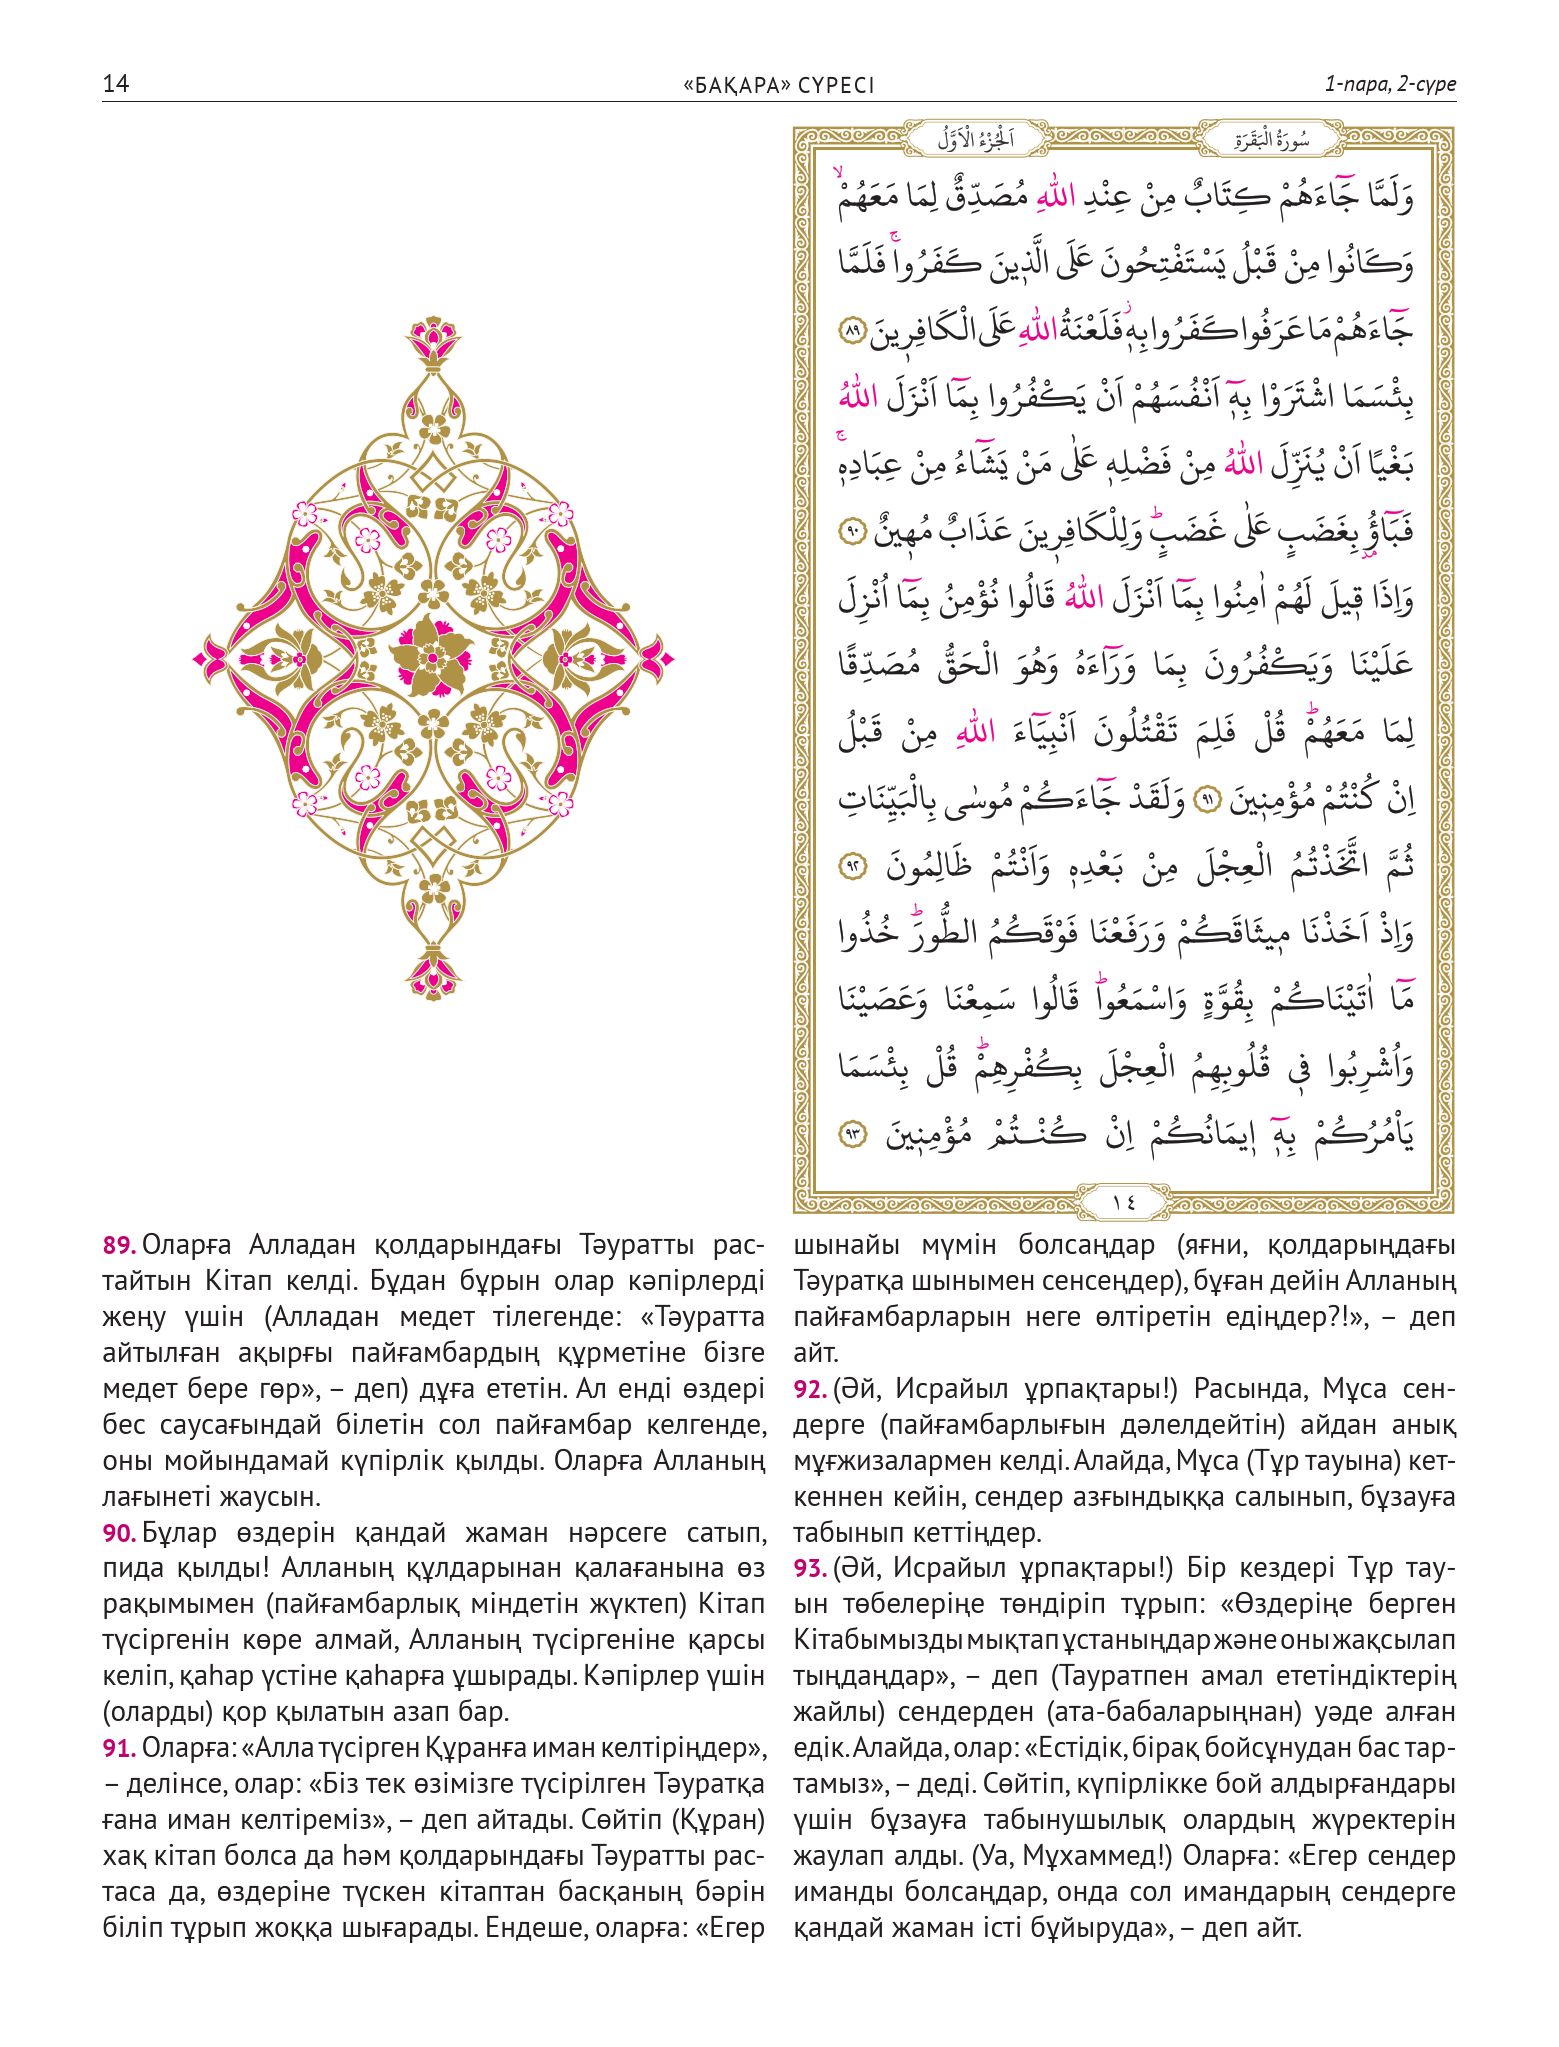 14
«БАҚАРА» СҮРЕСІ
1-пара, 2-сүре
سُورَةُ الْبَقَرَةِ
اَلْجُزْءُ الْاَوَّلُ
وَلَمَّا جَٓاءَهُمْ كِتَابٌ مِنْ عِنْدِ اللّٰهِ مُصَدِّقٌ لِمَا مَعَهُمْۙ
وَكَانُوا مِنْ قَبْلُ يَسْتَفْتِحُونَ عَلَى الَّذ۪ينَ كَفَرُواۚ فَلَمَّا
جَٓاءَهُمْ مَا عَرَفُوا كَفَرُوا بِه۪ۘ فَلَعْنَةُ اللّٰهِ عَلَى الْكَافِر۪ينَ ﴿٨٩﴾
بِئْسَمَا اشْتَرَوْا بِه۪ٓ اَنْفُسَهُمْ اَنْ يَكْفُرُوا بِمَٓا اَنْزَلَ اللّٰهُ
بَغْيًا اَنْ يُنَزِّلَ اللّٰهُ مِنْ فَضْلِه۪ عَلٰى مَنْ يَشَٓاءُ مِنْ عِبَادِه۪ۚ
فَبَٓاؤُ۫ بِغَضَبٍ عَلٰى غَضَبٍۜ وَلِلْكَافِر۪ينَ عَذَابٌ مُه۪ينٌ ﴿٩٠﴾
وَاِذَا ق۪يلَ لَهُمْ اٰمِنُوا بِمَٓا اَنْزَلَ اللّٰهُ قَالُوا نُؤْمِنُ بِمَٓا اُنْزِلَ
عَلَيْنَا وَيَكْفُرُونَ بِمَا وَرَٓاءَهُ وَهُوَ الْحَقُّ مُصَدِّقًا
لِمَا مَعَهُمْۜ قُلْ فَلِمَ تَقْتُلُونَ اَنْبِيَٓاءَ اللّٰهِ مِنْ قَبْلُ
اِنْ كُنْتُمْ مُؤْمِن۪ينَ ﴿٩١﴾ وَلَقَدْ جَٓاءَكُمْ مُوسٰى بِالْبَيِّنَاتِ
ثُمَّ اتَّخَذْتُمُ الْعِجْلَ مِنْ بَعْدِه۪ وَاَنْتُمْ ظَالِمُونَ ﴿٩٢﴾
وَاِذْ اَخَذْنَا م۪يثَاقَكُمْ وَرَفَعْنَا فَوْقَكُمُ الطُّورَۜ خُذُوا
مَٓا اٰتَيْنَاكُمْ بِقُوَّةٍ وَاسْمَعُواۜ قَالُوا سَمِعْنَا وَعَصَيْنَا
وَاُشْرِبُوا ف۪ي قُلُوبِهِمُ الْعِجْلَ بِكُفْرِهِمْۜ قُلْ بِئْسَمَا
يَاْمُرُكُمْ بِه۪ٓ ا۪يمَانُكُمْ اِنْ كُنْتُمْ مُؤْمِن۪ينَ ﴿٩٣﴾
١٤
89. Оларға Алладан қолдарындағы Тәуратты рас-
тайтын Кітап келді. Бұдан бұрын олар кәпірлерді
жеңу үшін (Алладан медет тілегенде: «Тәуратта
айтылған ақырғы пайғамбардың құрметіне бізге
медет бере гөр», – деп) дұға ететін. Ал енді өздері
бес саусағындай білетін сол пайғамбар келгенде,
оны мойындамай күпірлік қылды. Оларға Алланың
лағынеті жаусын.
90. Бұлар өздерін қандай жаман нәрсеге сатып,
пида қылды! Алланың құлдарынан қалағанына өз
рақымымен (пайғамбарлық міндетін жүктеп) Кітап
түсіргенін көре алмай, Алланың түсіргеніне қарсы
келіп, қаһар үстіне қаһарға ұшырады. Кәпірлер үшін
(оларды) қор қылатын азап бар.
91. Оларға: «Алла түсірген Құранға иман келтіріңдер»,
– делінсе, олар: «Біз тек өзімізге түсірілген Тәуратқа
ғана иман келтіреміз», – деп айтады. Сөйтіп (Құран)
хақ кітап болса да һәм қолдарындағы Тәуратты рас-
таса да, өздеріне түскен кітаптан басқаның бәрін
біліп тұрып жоққа шығарады. Ендеше, оларға: «Егер
шынайы мүмін болсаңдар (яғни, қолдарыңдағы
Тәуратқа шынымен сенсеңдер), бұған дейін Алланың
пайғамбарларын неге өлтіретін едіңдер?!», – деп
айт.
92. (Әй, Исрайыл ұрпақтары!) Расында, Мұса сен-
дерге (пайғамбарлығын дәлелдейтін) айдан анық
мұғжизалармен келді. Алайда, Мұса (Тұр тауына) кет-
кеннен кейін, сендер азғындыққа салынып, бұзауға
табынып кеттіңдер.
93. (Әй, Исрайыл ұрпақтары!) Бір кездері Тұр тау-
ын төбелеріңе төндіріп тұрып: «Өздеріңе берген
Кітабымызды мықтап ұстаныңдар және оны жақсылап
тыңдаңдар», – деп (Тауратпен амал ететіндіктерің
жайлы) сендерден (ата-бабаларыңнан) уәде алған
едік. Алайда, олар: «Естідік, бірақ бойсұнудан бас тар-
тамыз», – деді. Сөйтіп, күпірлікке бой алдырғандары
үшін бұзауға табынушылық олардың жүректерін
жаулап алды. (Уа, Мұхаммед!) Оларға: «Егер сендер
иманды болсаңдар, онда сол имандарың сендерге
қандай жаман істі бұйыруда», – деп айт.